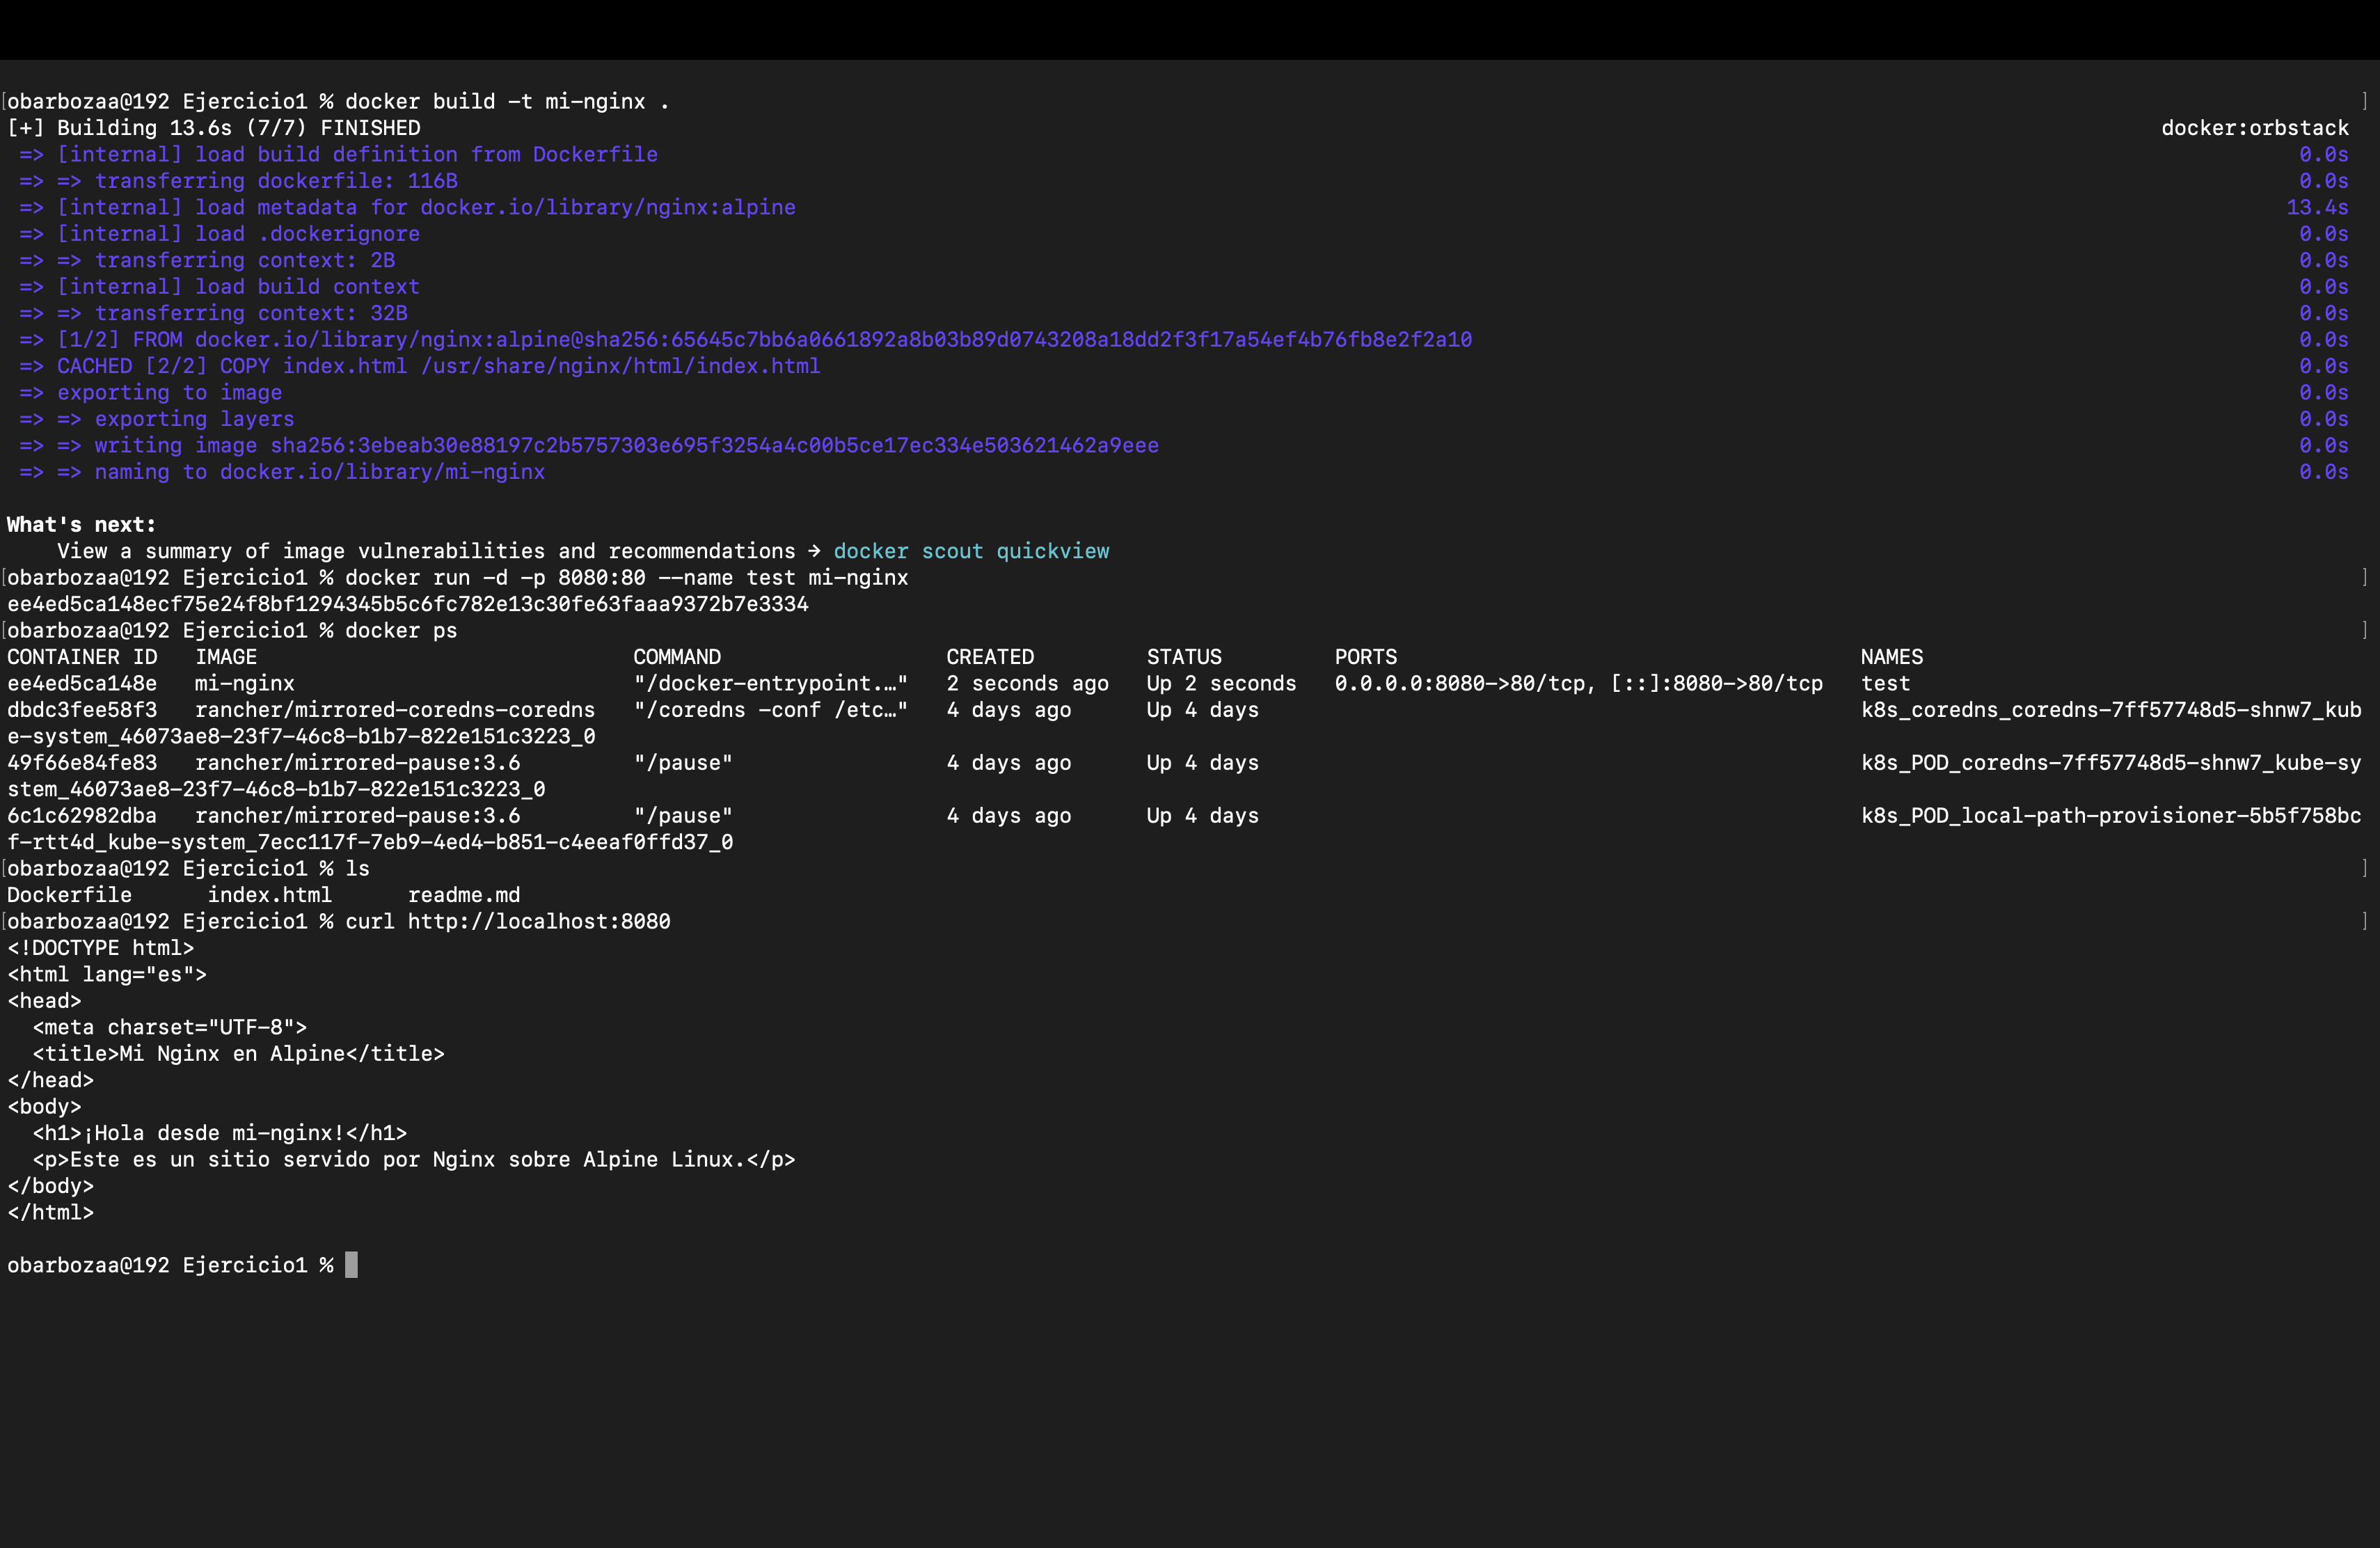 obarbozaa@192 Ejercicio1 % docker build -t mi-nginx .
[+] Building 13.6s (7/7) FINISHED docker:orbstack
=> [internal] load build definition from Dockerfile 0.0s
=> => transferring dockerfile: 116B 0.0s
=> [internal] load metadata for docker.io/library/nginx:alpine 13.4s
=> [internal] load .dockerignore 0.0s
=> => transferring context: 2B 0.0s
=> [internal] load build context 0.0s
=> => transferring context: 32B 0.0s
=> [1/2] FROM docker.io/library/nginx:alpine@sha256:65645c7bb6a0661892a8b03b89d0743208a18dd2f3f17a54ef4b76fb8e2f2a10 0.0s
=> CACHED [2/2] COPY index.html /usr/share/nginx/html/index.html 0.0s
=> exporting to image 0.0s
=> => exporting layers 0.0s
=> => writing image sha256:3ebeab30e88197c2b5757303e695f3254a4c00b5ce17ec334e503621462a9eee 0.0s
=> => naming to docker.io/library/mi-nginx 0.0s
What's next:
View a summary of image vulnerabilities and recommendations → docker scout quickview
obarbozaa@192 Ejercicio1 % docker run -d -p 8080:80 --name test mi-nginx
ee4ed5ca148ecf75e24f8bf1294345b5c6fc782e13c30fe63faaa9372b7e3334
obarbozaa@192 Ejercicio1 % docker ps
CONTAINER ID IMAGE COMMAND CREATED STATUS PORTS NAMES
ee4ed5ca148e mi-nginx "/docker-entrypoint.…" 2 seconds ago Up 2 seconds 0.0.0.0:8080->80/tcp, [::]:8080->80/tcp test
dbdc3fee58f3 rancher/mirrored-coredns-coredns "/coredns -conf /etc…" 4 days ago Up 4 days k8s_coredns_coredns-7ff57748d5-shnw7_kub
e-system_46073ae8-23f7-46c8-b1b7-822e151c3223_0
49f66e84fe83 rancher/mirrored-pause:3.6 "/pause" 4 days ago Up 4 days k8s_POD_coredns-7ff57748d5-shnw7_kube-sy
stem_46073ae8-23f7-46c8-b1b7-822e151c3223_0
6c1c62982dba rancher/mirrored-pause:3.6 "/pause" 4 days ago Up 4 days k8s_POD_local-path-provisioner-5b5f758bc
f-rtt4d_kube-system_7ecc117f-7eb9-4ed4-b851-c4eeaf0ffd37_0
obarbozaa@192 Ejercicio1 % ls
Dockerfile index.html readme.md
obarbozaa@192 Ejercicio1 % curl http://localhost:8080
<!DOCTYPE html>
<html lang="es">
<head>
<meta charset="UTF-8">
<title>Mi Nginx en Alpine</title>
</head>
<body>
<h1>¡Hola desde mi-nginx!</h1>
<p>Este es un sitio servido por Nginx sobre Alpine Linux.</p>
</body>
</html>
obarbozaa@192 Ejercicio1 %